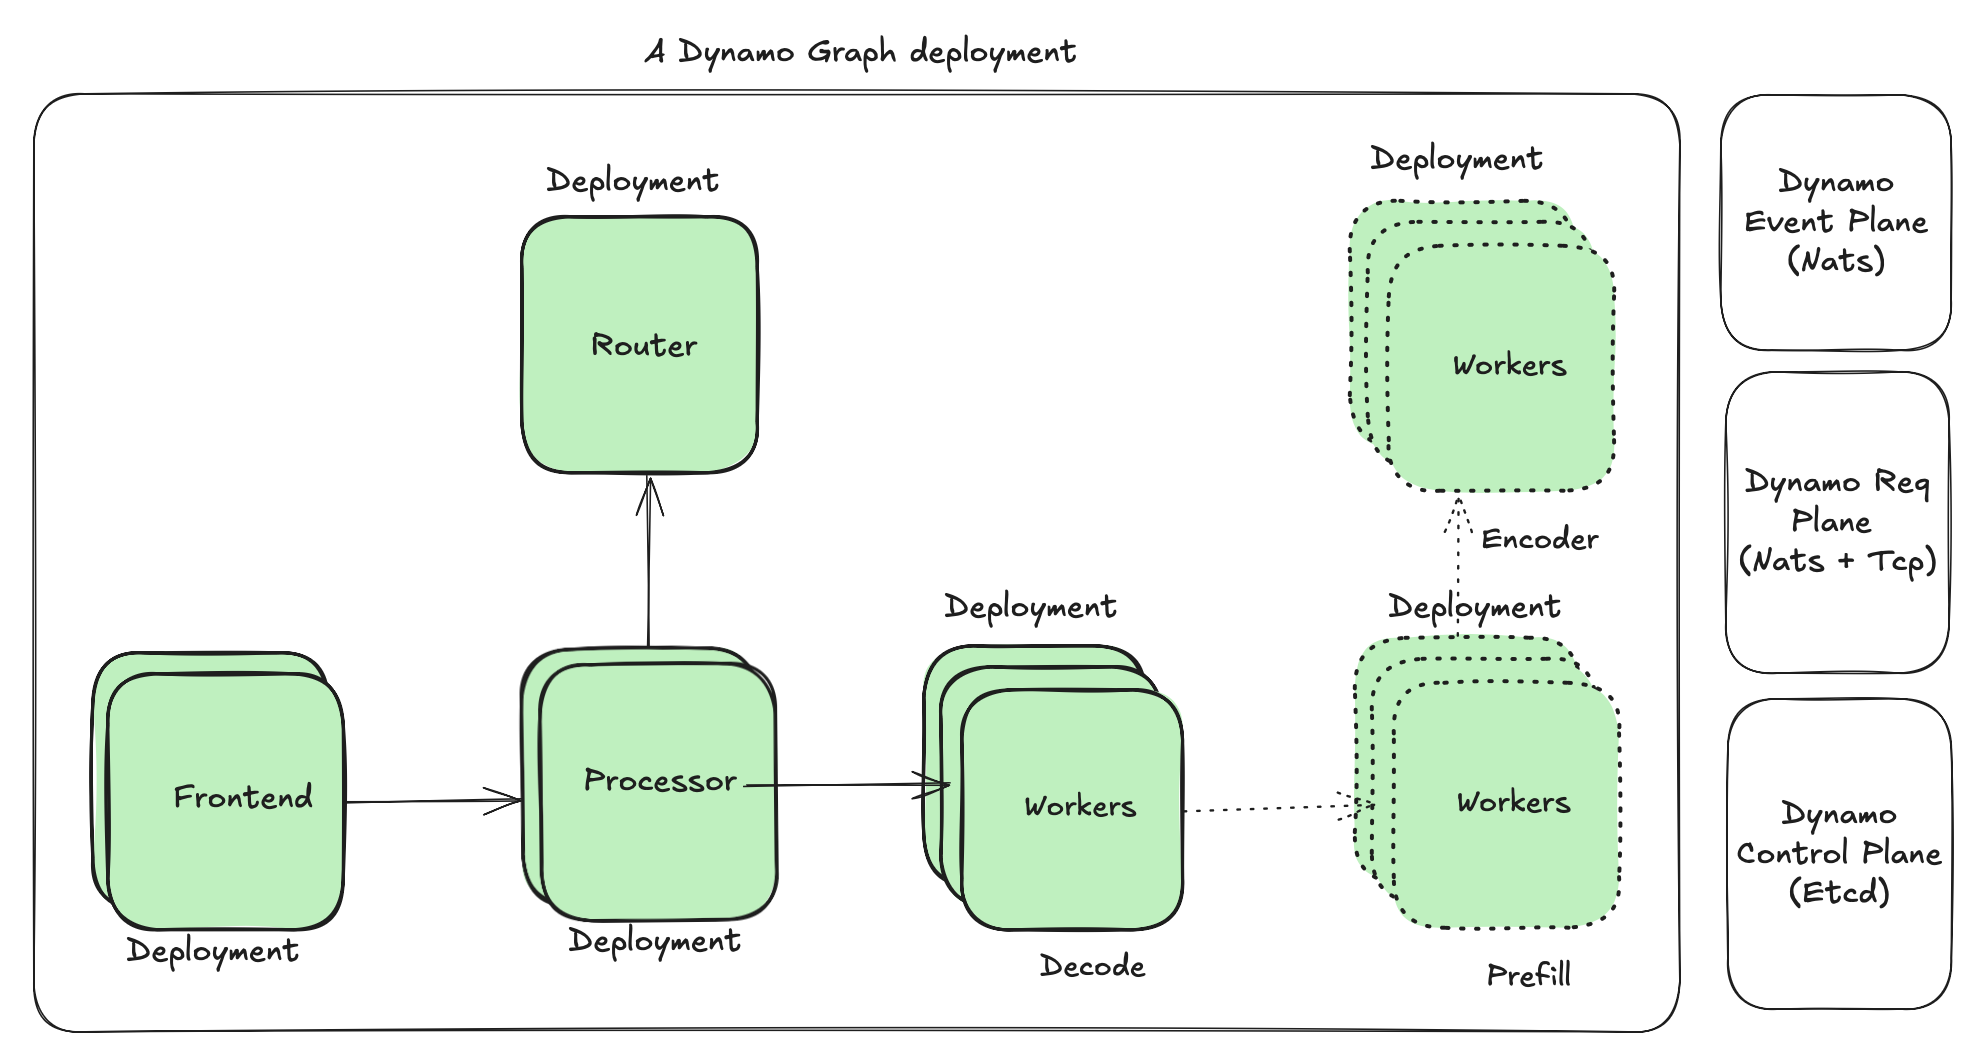 A Dynamo Graph deployment
Deployment
Router
Deployment
Workers
Encoder
Deployment
Frontend
Deployment
Processor
Deployment
Workers
Decode
Deployment
Workers
Prefill
Dynamo
Event Plane
(Nats)
Dynamo Req
Plane
(Nats + Tcp)
Dynamo
Control Plane
(Etcd)